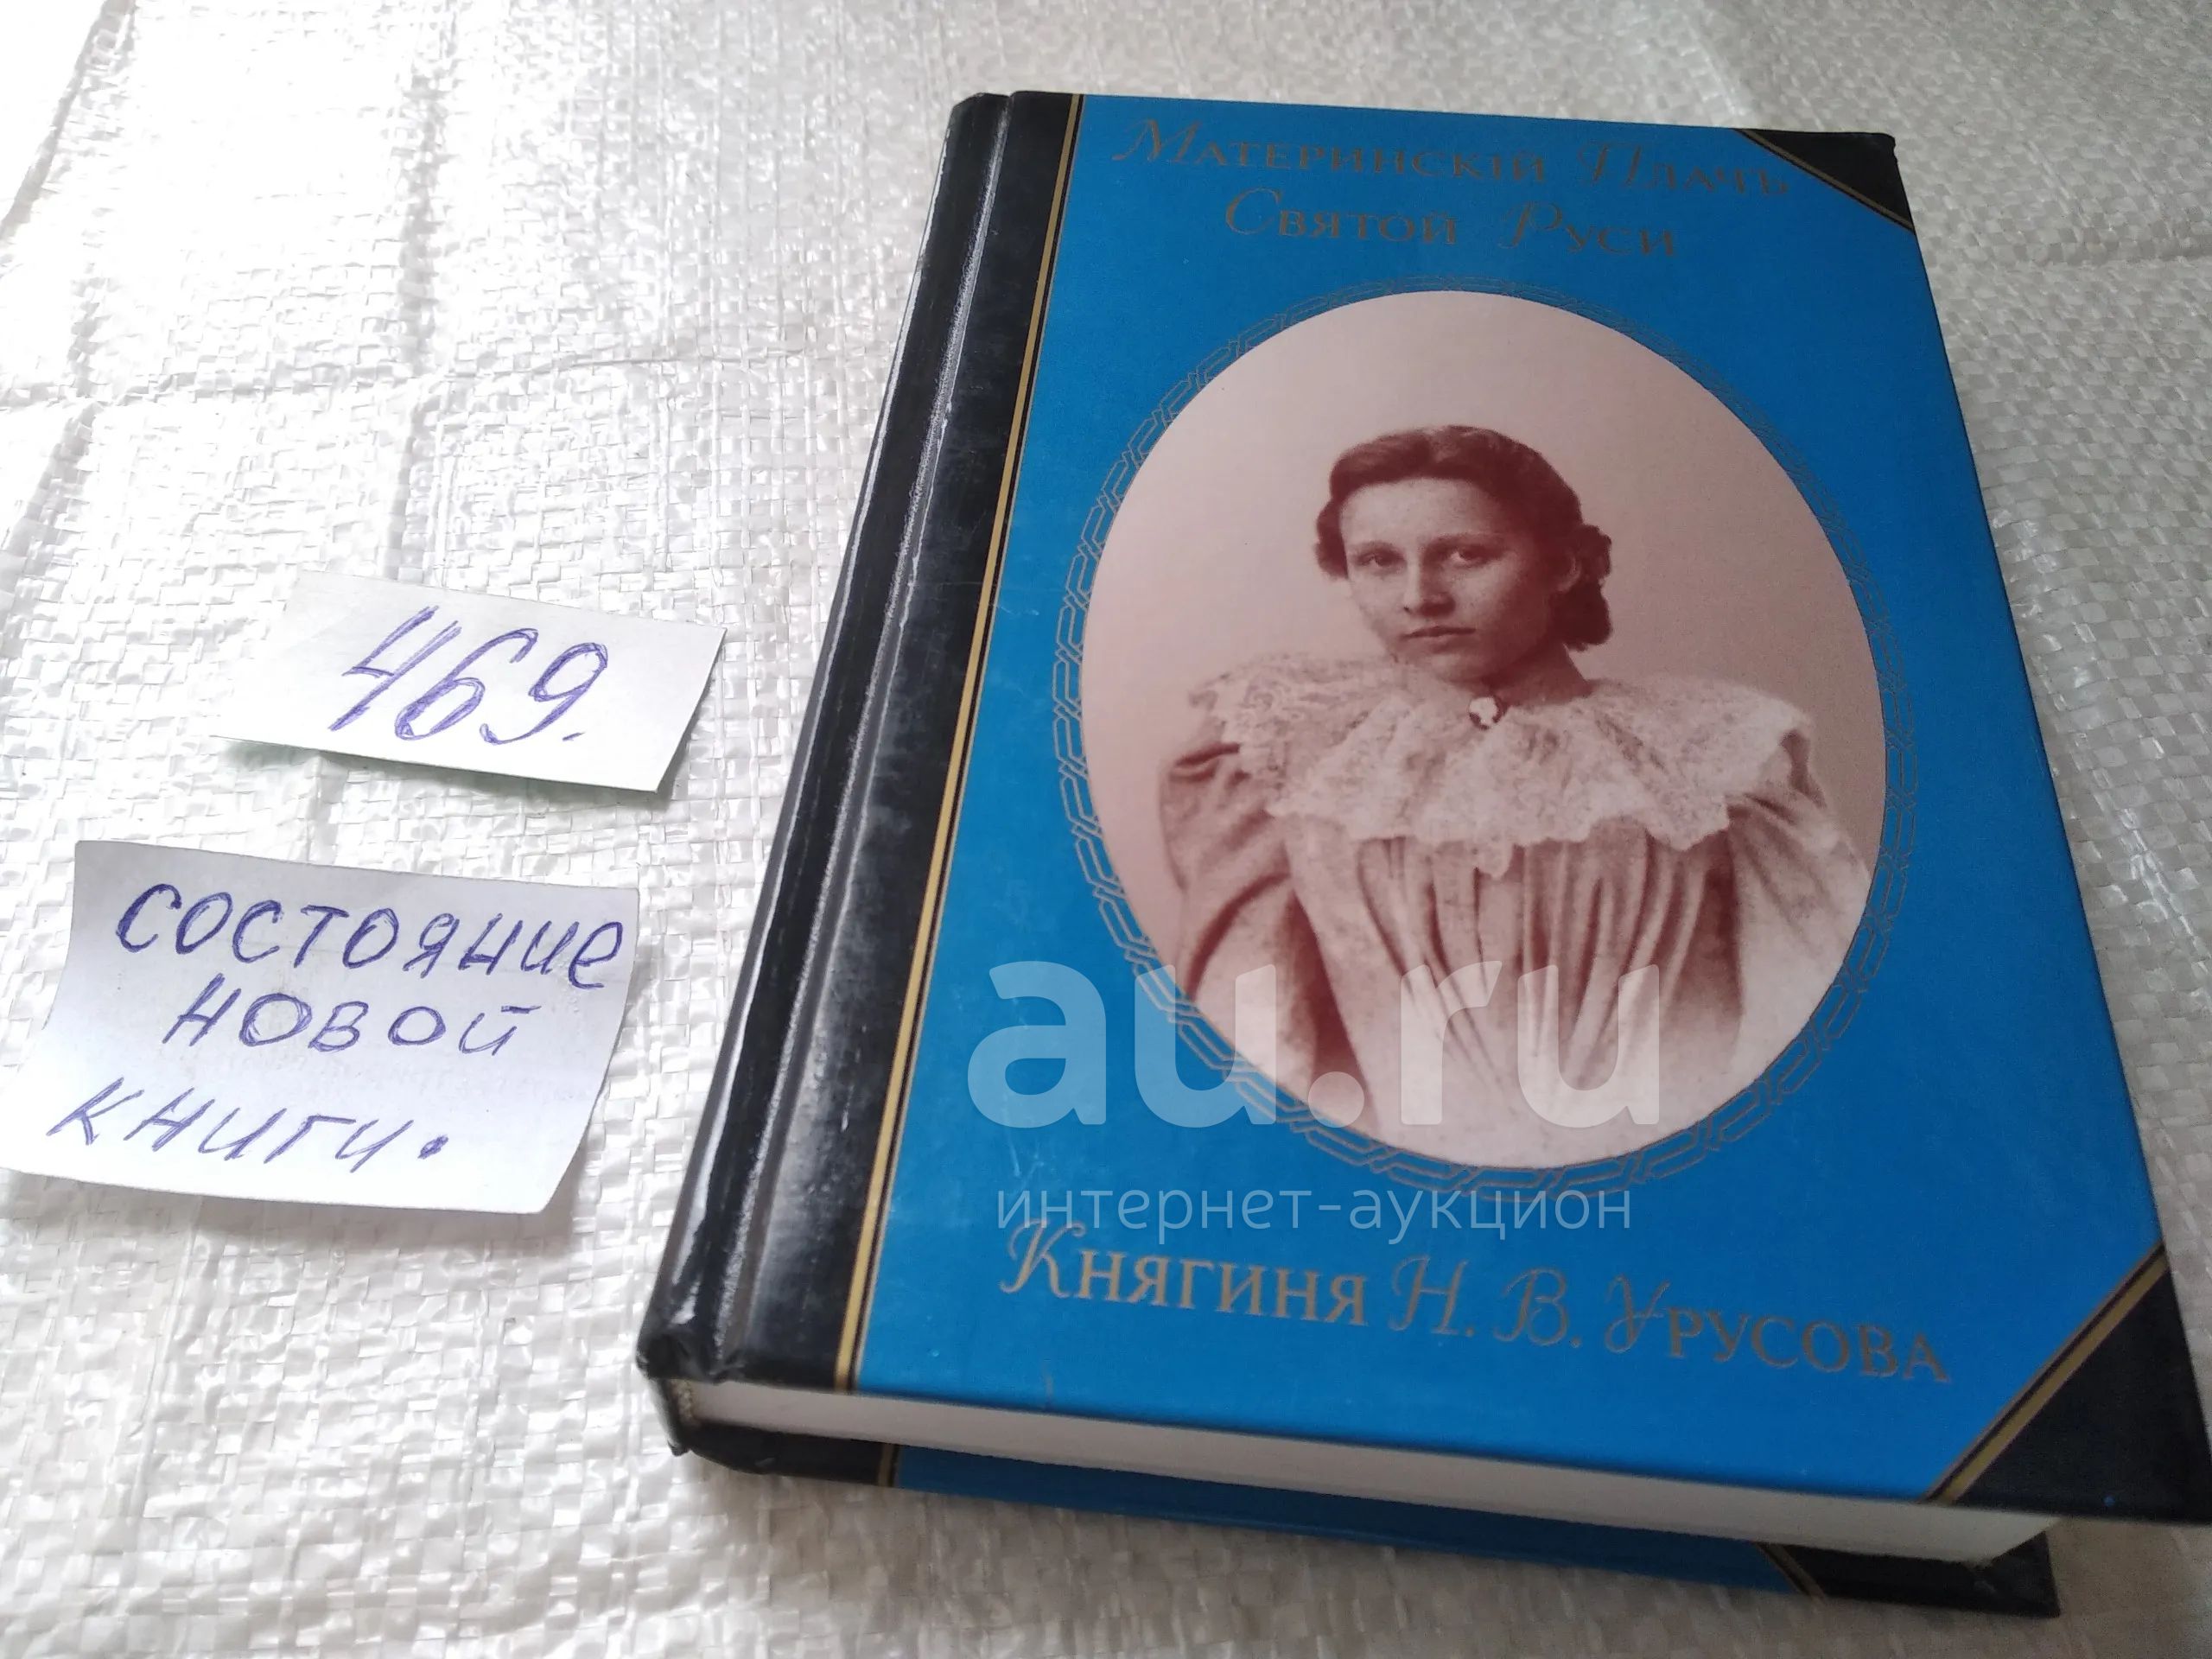 Материнскій Плачъ
Святой Руси
469.
состояние
новой
книги.
au.ru
интернет-аукцион
Княгиня Н. В. Урусова